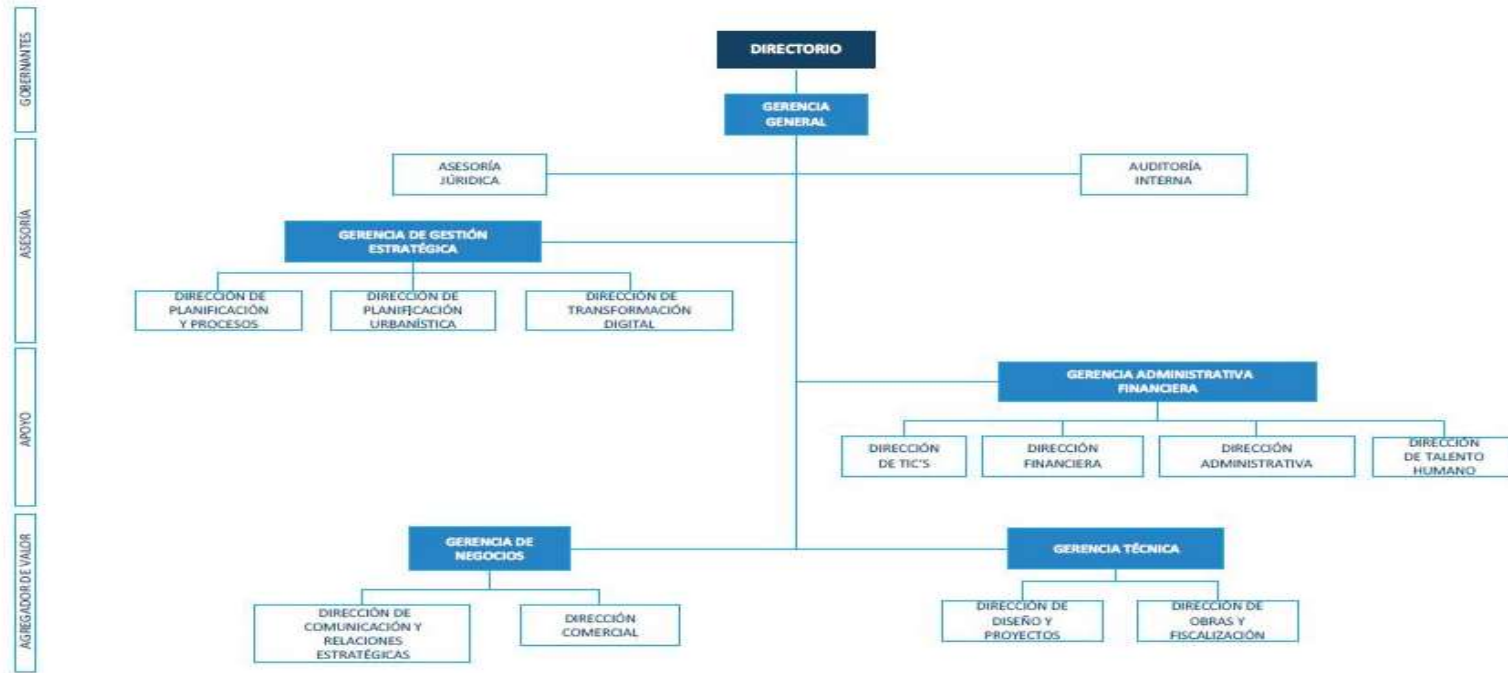 GOBERNANTES
DIRECTORIO
GERENCIA
GENERAL
ASESORÍA
ASESORÍA
JÚRIDICA
AUDITORÍA
INTERNA
GERENCIA DE GESTIÓN
ESTRATÉGICA
DIRECCIÓN DE
PLANIFICACIÓN
Y PROCESOS
DIRECCIÓN DE
PLANIFICACIÓN
URBANÍSTICA
DIRECCIÓN DE
TRANSFORMACIÓN
DIGITAL
APOYO
GERENCIA ADMINISTRATIVA
FINANCIERA
DIRECCIÓN
DE TIC'S
DIRECCIÓN
FINANCIERA
DIRECCIÓN
ADMINISTRATIVA
DIRECCIÓN
DE TALENTO
HUMANO
AGREGADOR DE VALOR
GERENCIA DE
NEGOCIOS
GERENCIA TÉCNICA
DIRECCIÓN DE
COMUNICACIÓN Y
RELACIONES
ESTRATÉGICAS
DIRECCIÓN
COMERCIAL
DIRECCIÓN DE
DISEÑO Y
PROYECTOS
DIRECCIÓN DE
OBRAS Y
FISCALIZACIÓN